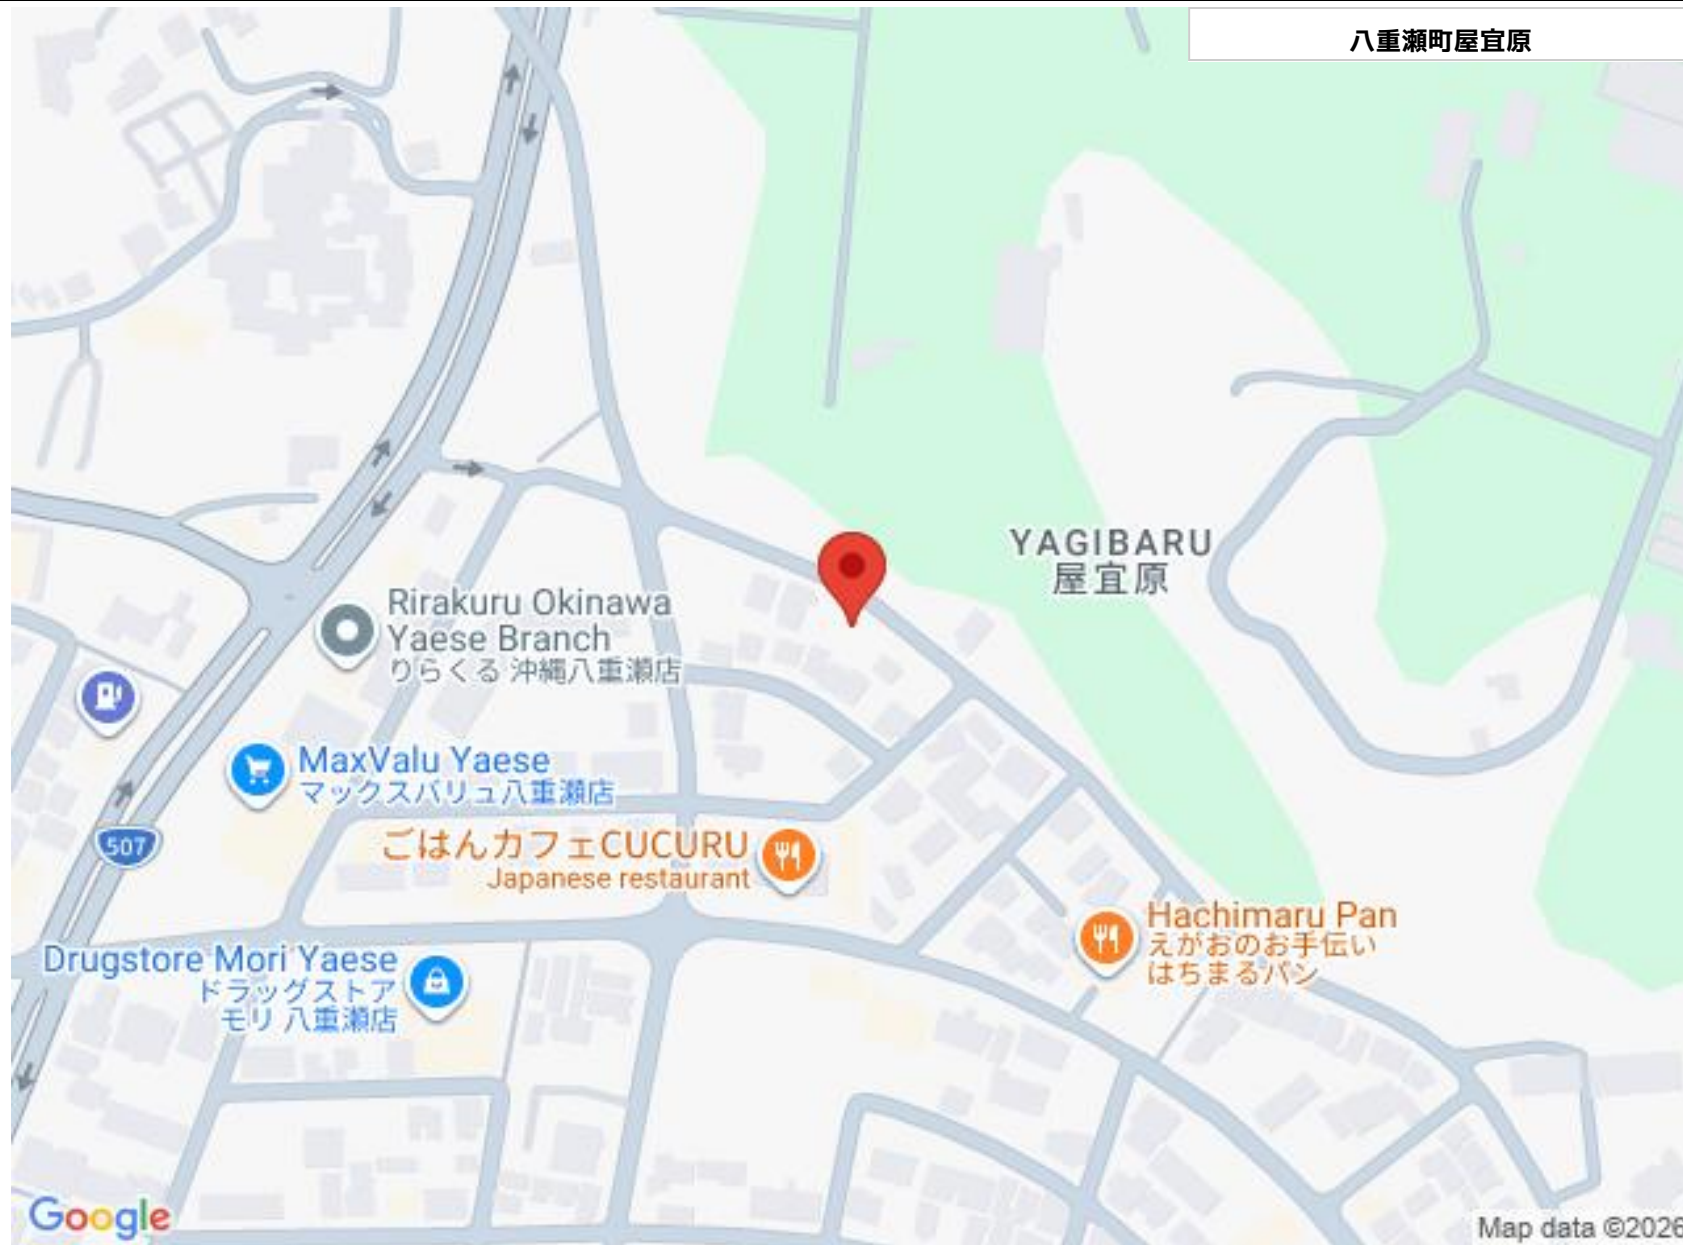 八重瀬町屋宜原
YAGIBARU
屋宜原
Rirakuru Okinawa
Yaese Branch
りらくる 沖縄八重瀬店
MaxValu Yaese
マックスバリュ八重瀬店
507
ごはんカフェCUCURU
Japanese restaurant
Hachimaru Pan
えがおのお手伝い
はちまるパン
Drugstore Mori Yaese
ドラッグストア
モリ 八重瀬店
Google
Map data ©2026